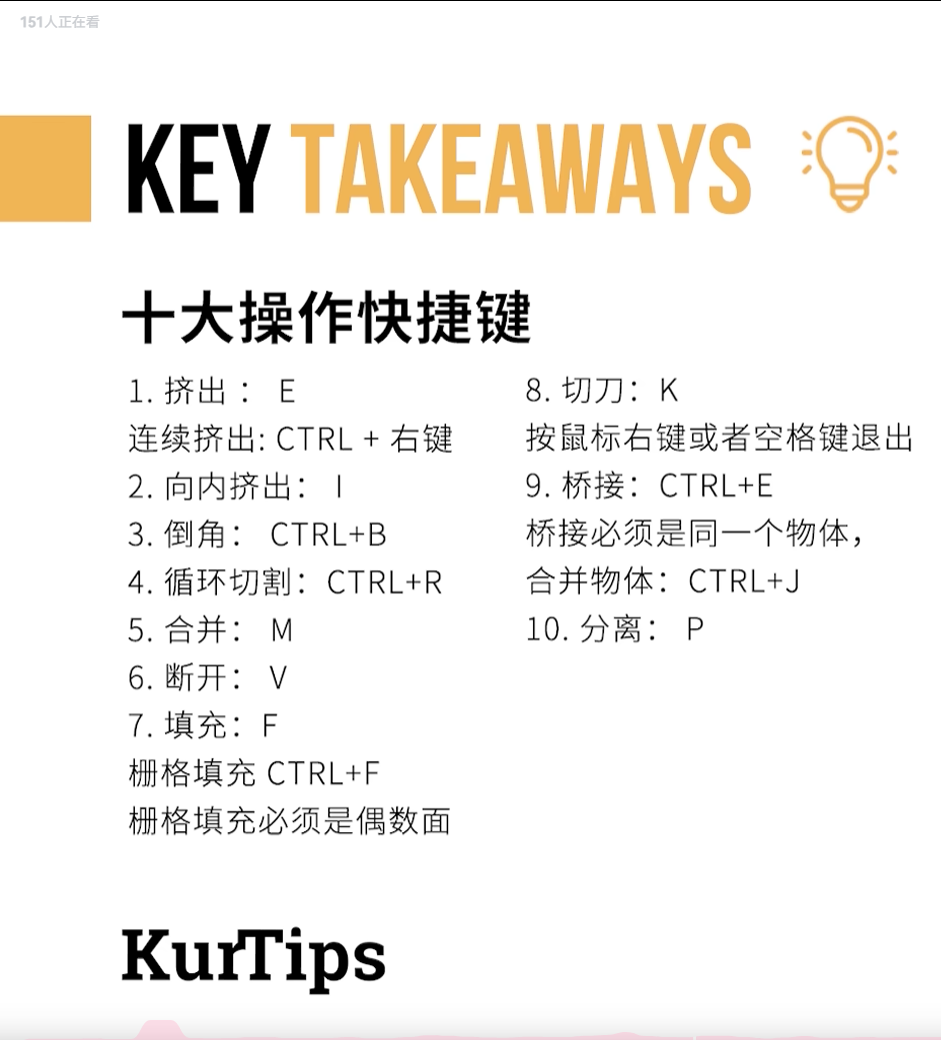 151人正在看
KEY TAKEAWAYS
十大操作快捷键
1. 挤出： E
连续挤出: CTRL + 右键
2. 向内挤出： I
3. 倒角： CTRL+B
4. 循环切割：CTRL+R
5. 合并： M
6. 断开： V
7. 填充：F
栅格填充 CTRL+F
栅格填充必须是偶数面
8. 切刀：K
按鼠标右键或者空格键退出
9. 桥接：CTRL+E
桥接必须是同一个物体，
合并物体：CTRL+J
10. 分离： P
KurTips